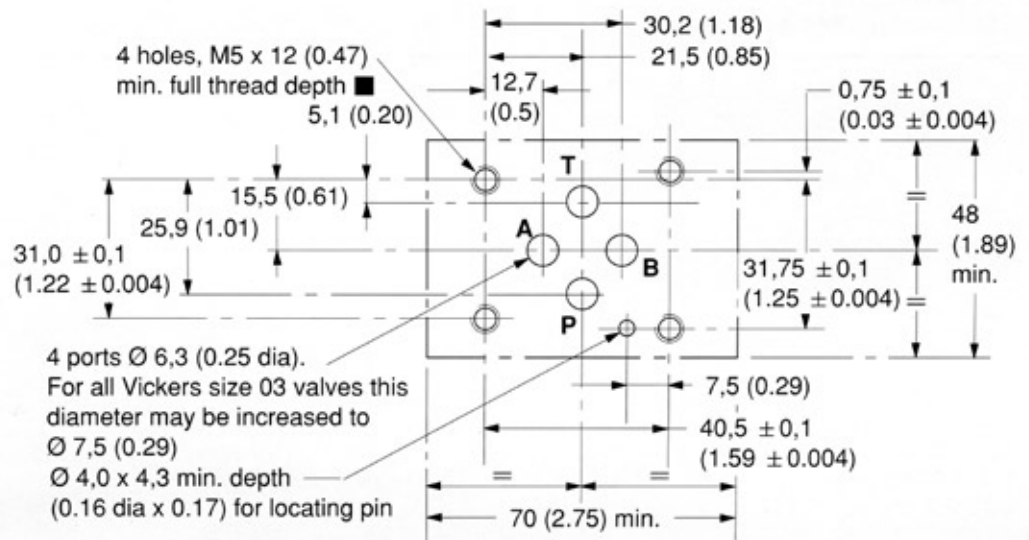 30,2 (1.18)
21,5 (0.85)
4 holes, M5 x 12 (0.47)
min. full thread depth ■
5,1 (0.20)
12,7
(0.5)
0,75 ±0,1
(0.03 ±0.004)
T
15,5 (0.61)
25,9 (1.01)
A
B
48
(1.89)
min.
31,0 ±0,1
(1.22 ±0.004)
31,75 ±0,1
(1.25 ±0.004)
P
=
=
4 ports Ø 6,3 (0.25 dia).
For all Vickers size 03 valves this
diameter may be increased to
Ø 7,5 (0.29)
Ø 4,0 x 4,3 min. depth
(0.16 dia x 0.17) for locating pin
7,5 (0.29)
40,5 ±0,1
(1.59 ±0.004)
=
=
70 (2.75) min.